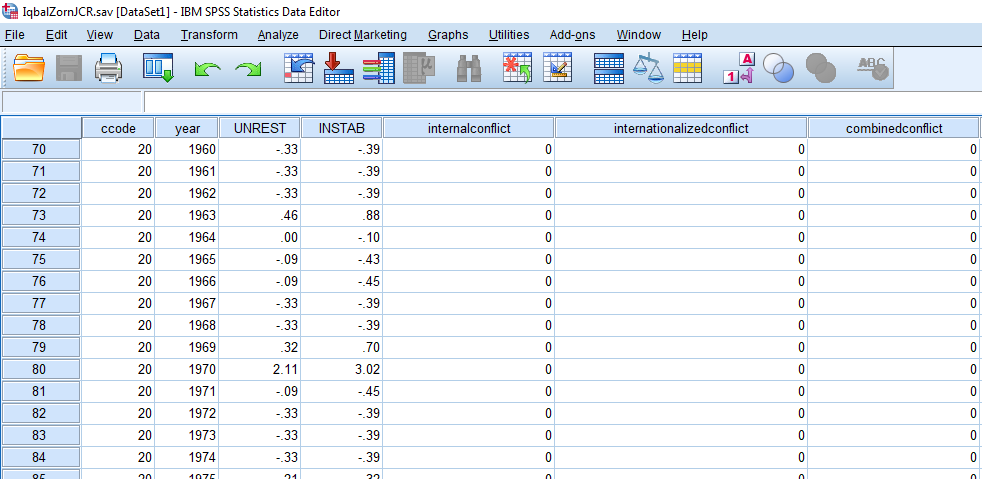 IqbalZornJCR.sav [DataSet1] - IBM SPSS Statistics Data Editor
File Edit View Data Transform Analyze Direct Marketing Graphs Utilities Add-ons Window Help
A
1
μ
ABC
ccode year UNREST INSTAB internalconflict internationalizedconflict combinedconflict
70 20 1960 -.33 -.39 0 0 0
71 20 1961 -.33 -.39 0 0 0
72 20 1962 -.33 -.39 0 0 0
73 20 1963 .46 .88 0 0 0
74 20 1964 .00 -.10 0 0 0
75 20 1965 -.09 -.43 0 0 0
76 20 1966 -.09 -.45 0 0 0
77 20 1967 -.33 -.39 0 0 0
78 20 1968 -.33 -.39 0 0 0
79 20 1969 .32 .70 0 0 0
80 20 1970 2.11 3.02 0 0 0
81 20 1971 -.09 -.45 0 0 0
82 20 1972 -.33 -.39 0 0 0
83 20 1973 -.33 -.39 0 0 0
84 20 1974 -.33 -.39 0 0 0
85 20 1975